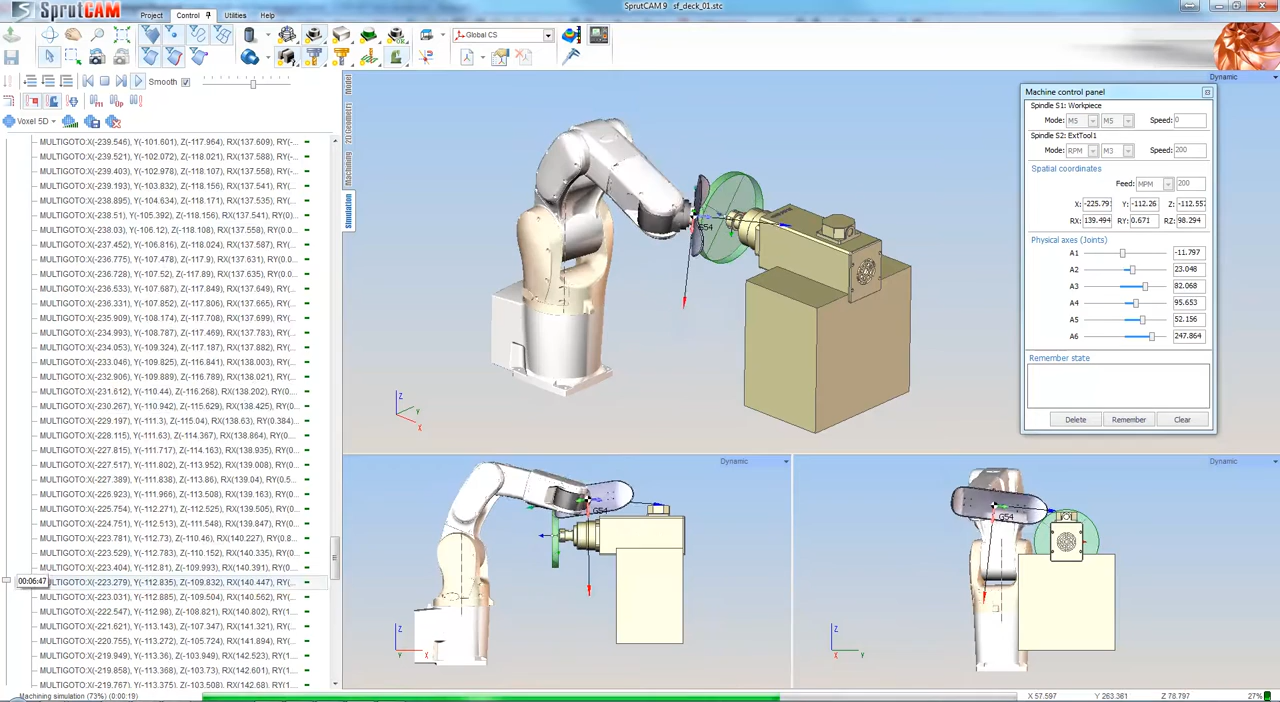 SprutCAM
Project Control Utilities Help
SprutCAM 9 sf_deck_01.stc
Global CS
Smooth
Voxel 5D
Model
2D Geometry
Machining
Simulation
MULTIGOTO:X(-239.546), Y(-101.601), Z(-117.964), RX(137.609), RY(...
MULTIGOTO:X(-239.521), Y(-102.072), Z(-118.021), RX(137.588), RY(...
MULTIGOTO:X(-239.403), Y(-102.978), Z(-118.107), RX(137.558), RY(...
MULTIGOTO:X(-239.193), Y(-103.832), Z(-118.156), RX(137.541), RY(...
MULTIGOTO:X(-238.895), Y(-104.634), Z(-118.171), RX(137.535), RY(...
MULTIGOTO:X(-238.51), Y(-105.392), Z(-118.156), RX(137.541), RY(0....
MULTIGOTO:X(-238.03), Y(-106.12), Z(-118.108), RX(137.558), RY(0.0...
MULTIGOTO:X(-237.452), Y(-106.816), Z(-118.027), RX(137.588), RY(...
MULTIGOTO:X(-236.775), Y(-107.478), Z(-117.9), RX(137.631), RY(0.0...
MULTIGOTO:X(-236.728), Y(-107.52), Z(-117.89), RX(137.635), RY(0.0...
MULTIGOTO:X(-236.533), Y(-107.687), Z(-117.851), RX(137.648), RY(...
MULTIGOTO:X(-236.331), Y(-107.852), Z(-117.806), RX(137.665), RY(...
MULTIGOTO:X(-235.909), Y(-108.174), Z(-117.708), RX(137.699), RY(...
MULTIGOTO:X(-234.993), Y(-108.787), Z(-117.469), RX(137.783), RY(...
MULTIGOTO:X(-234.053), Y(-109.324), Z(-117.187), RX(137.882), RY(...
MULTIGOTO:X(-233.046), Y(-109.825), Z(-116.841), RX(138.003), RY(...
MULTIGOTO:X(-232.906), Y(-109.889), Z(-116.789), RX(138.021), RY(...
MULTIGOTO:X(-231.612), Y(-110.44), Z(-116.268), RX(138.202), RY(0....
MULTIGOTO:X(-230.267), Y(-110.942), Z(-115.629), RX(138.425), RY(0...
MULTIGOTO:X(-229.197), Y(-111.3), Z(-115.04), RX(138.63), RY(0.384)...
MULTIGOTO:X(-228.115), Y(-111.63), Z(-114.367), RX(138.864), RY(0....
MULTIGOTO:X(-227.815), Y(-111.717), Z(-114.163), RX(138.935), RY(...
MULTIGOTO:X(-227.517), Y(-111.802), Z(-113.952), RX(139.008), RY(...
MULTIGOTO:X(-227.389), Y(-111.838), Z(-113.86), RX(139.04), RY(0.5...
MULTIGOTO:X(-226.923), Y(-111.966), Z(-113.508), RX(139.163), RY(...
MULTIGOTO:X(-225.754), Y(-112.271), Z(-112.525), RX(139.505), RY(...
MULTIGOTO:X(-224.751), Y(-112.513), Z(-111.548), RX(139.847), RY(...
MULTIGOTO:X(-223.781), Y(-112.73), Z(-110.46), RX(140.227), RY(0.8...
MULTIGOTO:X(-223.529), Y(-112.783), Z(-110.152), RX(140.335), RY(...
MULTIGOTO:X(-223.404), Y(-112.81), Z(-109.993), RX(140.391), RY(0...
00:06:47
ULTIGOTO:X(-223.279), Y(-112.835), Z(-109.832), RX(140.447), RY(...
MULTIGOTO:X(-223.031), Y(-112.885), Z(-109.504), RX(140.562), RY(...
MULTIGOTO:X(-222.547), Y(-112.98), Z(-108.821), RX(140.802), RY(1...
MULTIGOTO:X(-221.621), Y(-113.143), Z(-107.347), RX(141.321), RY(...
MULTIGOTO:X(-220.755), Y(-113.272), Z(-105.724), RX(141.894), RY(...
MULTIGOTO:X(-219.949), Y(-113.36), Z(-103.949), RX(142.523), RY(1...
MULTIGOTO:X(-219.858), Y(-113.368), Z(-103.73), RX(142.601), RY(1...
MULTIGOTO:X(-219.767), Y(-113.375), Z(-103.508), RX(142.68), RY(1...
Machining simulation (73%) (0:00:19)
Dynamic
G54
Z
Y
X
Dynamic
G54
Z
Y
X
Dynamic
G54
Z
X
Y
Machine control panel
Spindle S1: Workpiece
Mode: M5 M5 Speed: 0
Spindle S2: ExtTool1
Mode: RPM M3 Speed: 200
Spatial coordinates
Feed: MPM 200
X: -225.791 Y: -112.26 Z: -112.557
RX: 139.494 RY: 0.671 RZ: 98.294
Physical axes (Joints)
A1 -11.797
A2 23.048
A3 82.068
A4 95.653
A5 52.156
A6 247.864
Remember state
Delete Remember Clear
X 57.597 Y 263.361 Z 78.797 27%